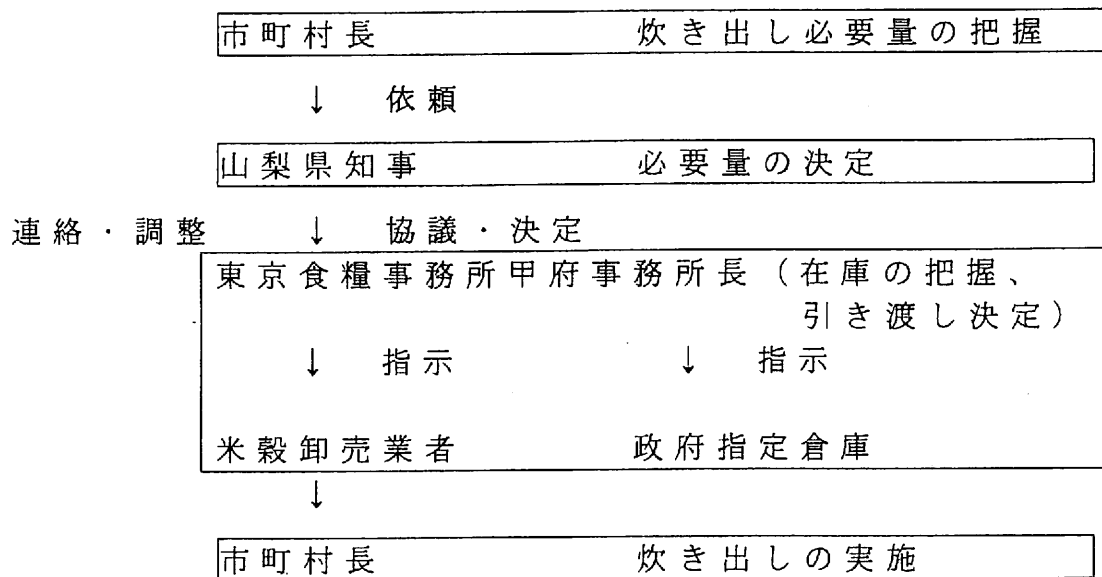 市町村長 炊き出し必要量の把握
↓ 依頼
山梨県知事 必要量の決定
連絡・調整 ↓ 協議・決定
東京食糧事務所甲府事務所長(在庫の把握、
引き渡し決定)
↓ 指示 ↓ 指示
米穀卸売業者 政府指定倉庫
↓
市町村長 炊き出しの実施